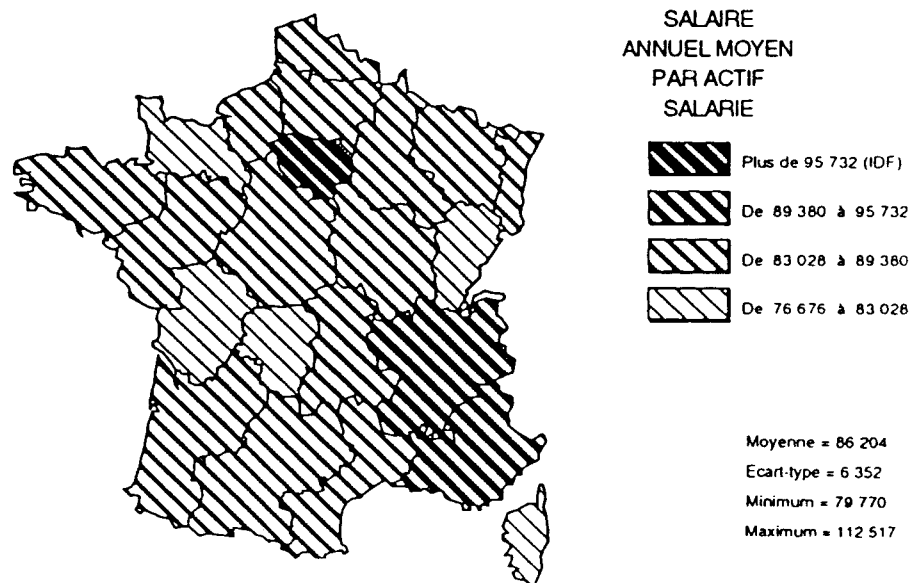 SALAIRE
ANNUEL MOYEN
PAR ACTIF
SALARIE
Plus de 95 732 (IDF)
De 89 380 à 95 732
De 83 028 à 89 380
De 76 676 à 83 028
Moyenne = 86 204
Ecart-type = 6 352
Minimum = 79 770
Maximum = 112 517